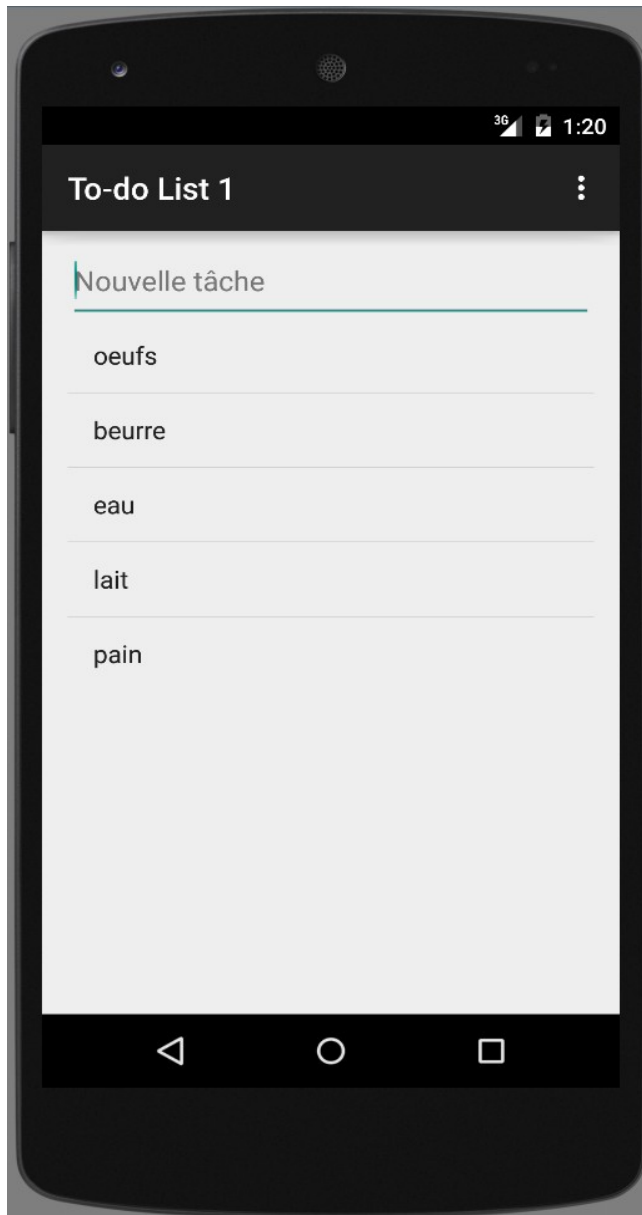 3G 1:20
To-do List 1
Nouvelle tâche
oeufs
beurre
eau
lait
pain